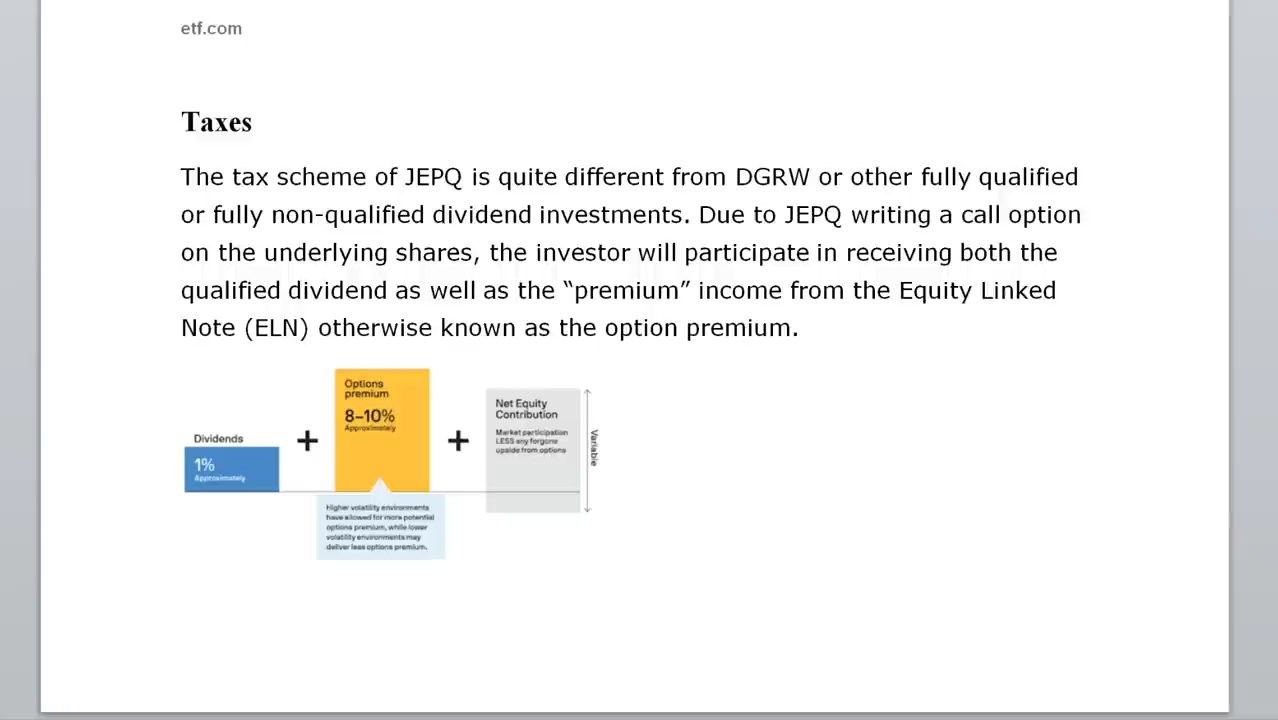 etf.com
Taxes
The tax scheme of JEPQ is quite different from DGRW or other fully qualified
or fully non-qualified dividend investments. Due to JEPQ writing a call option
on the underlying shares, the investor will participate in receiving both the
qualified dividend as well as the “premium” income from the Equity Linked
Note (ELN) otherwise known as the option premium.
Dividends
1%
Approximately
+
Options
premium
8–10%
Approximately
Higher volatility environments
have allowed for more potential
options premium, while lower
volatility environments may
deliver less options premium.
+
Net Equity
Contribution
Market participation
LESS any forgone
upside from options
Variable